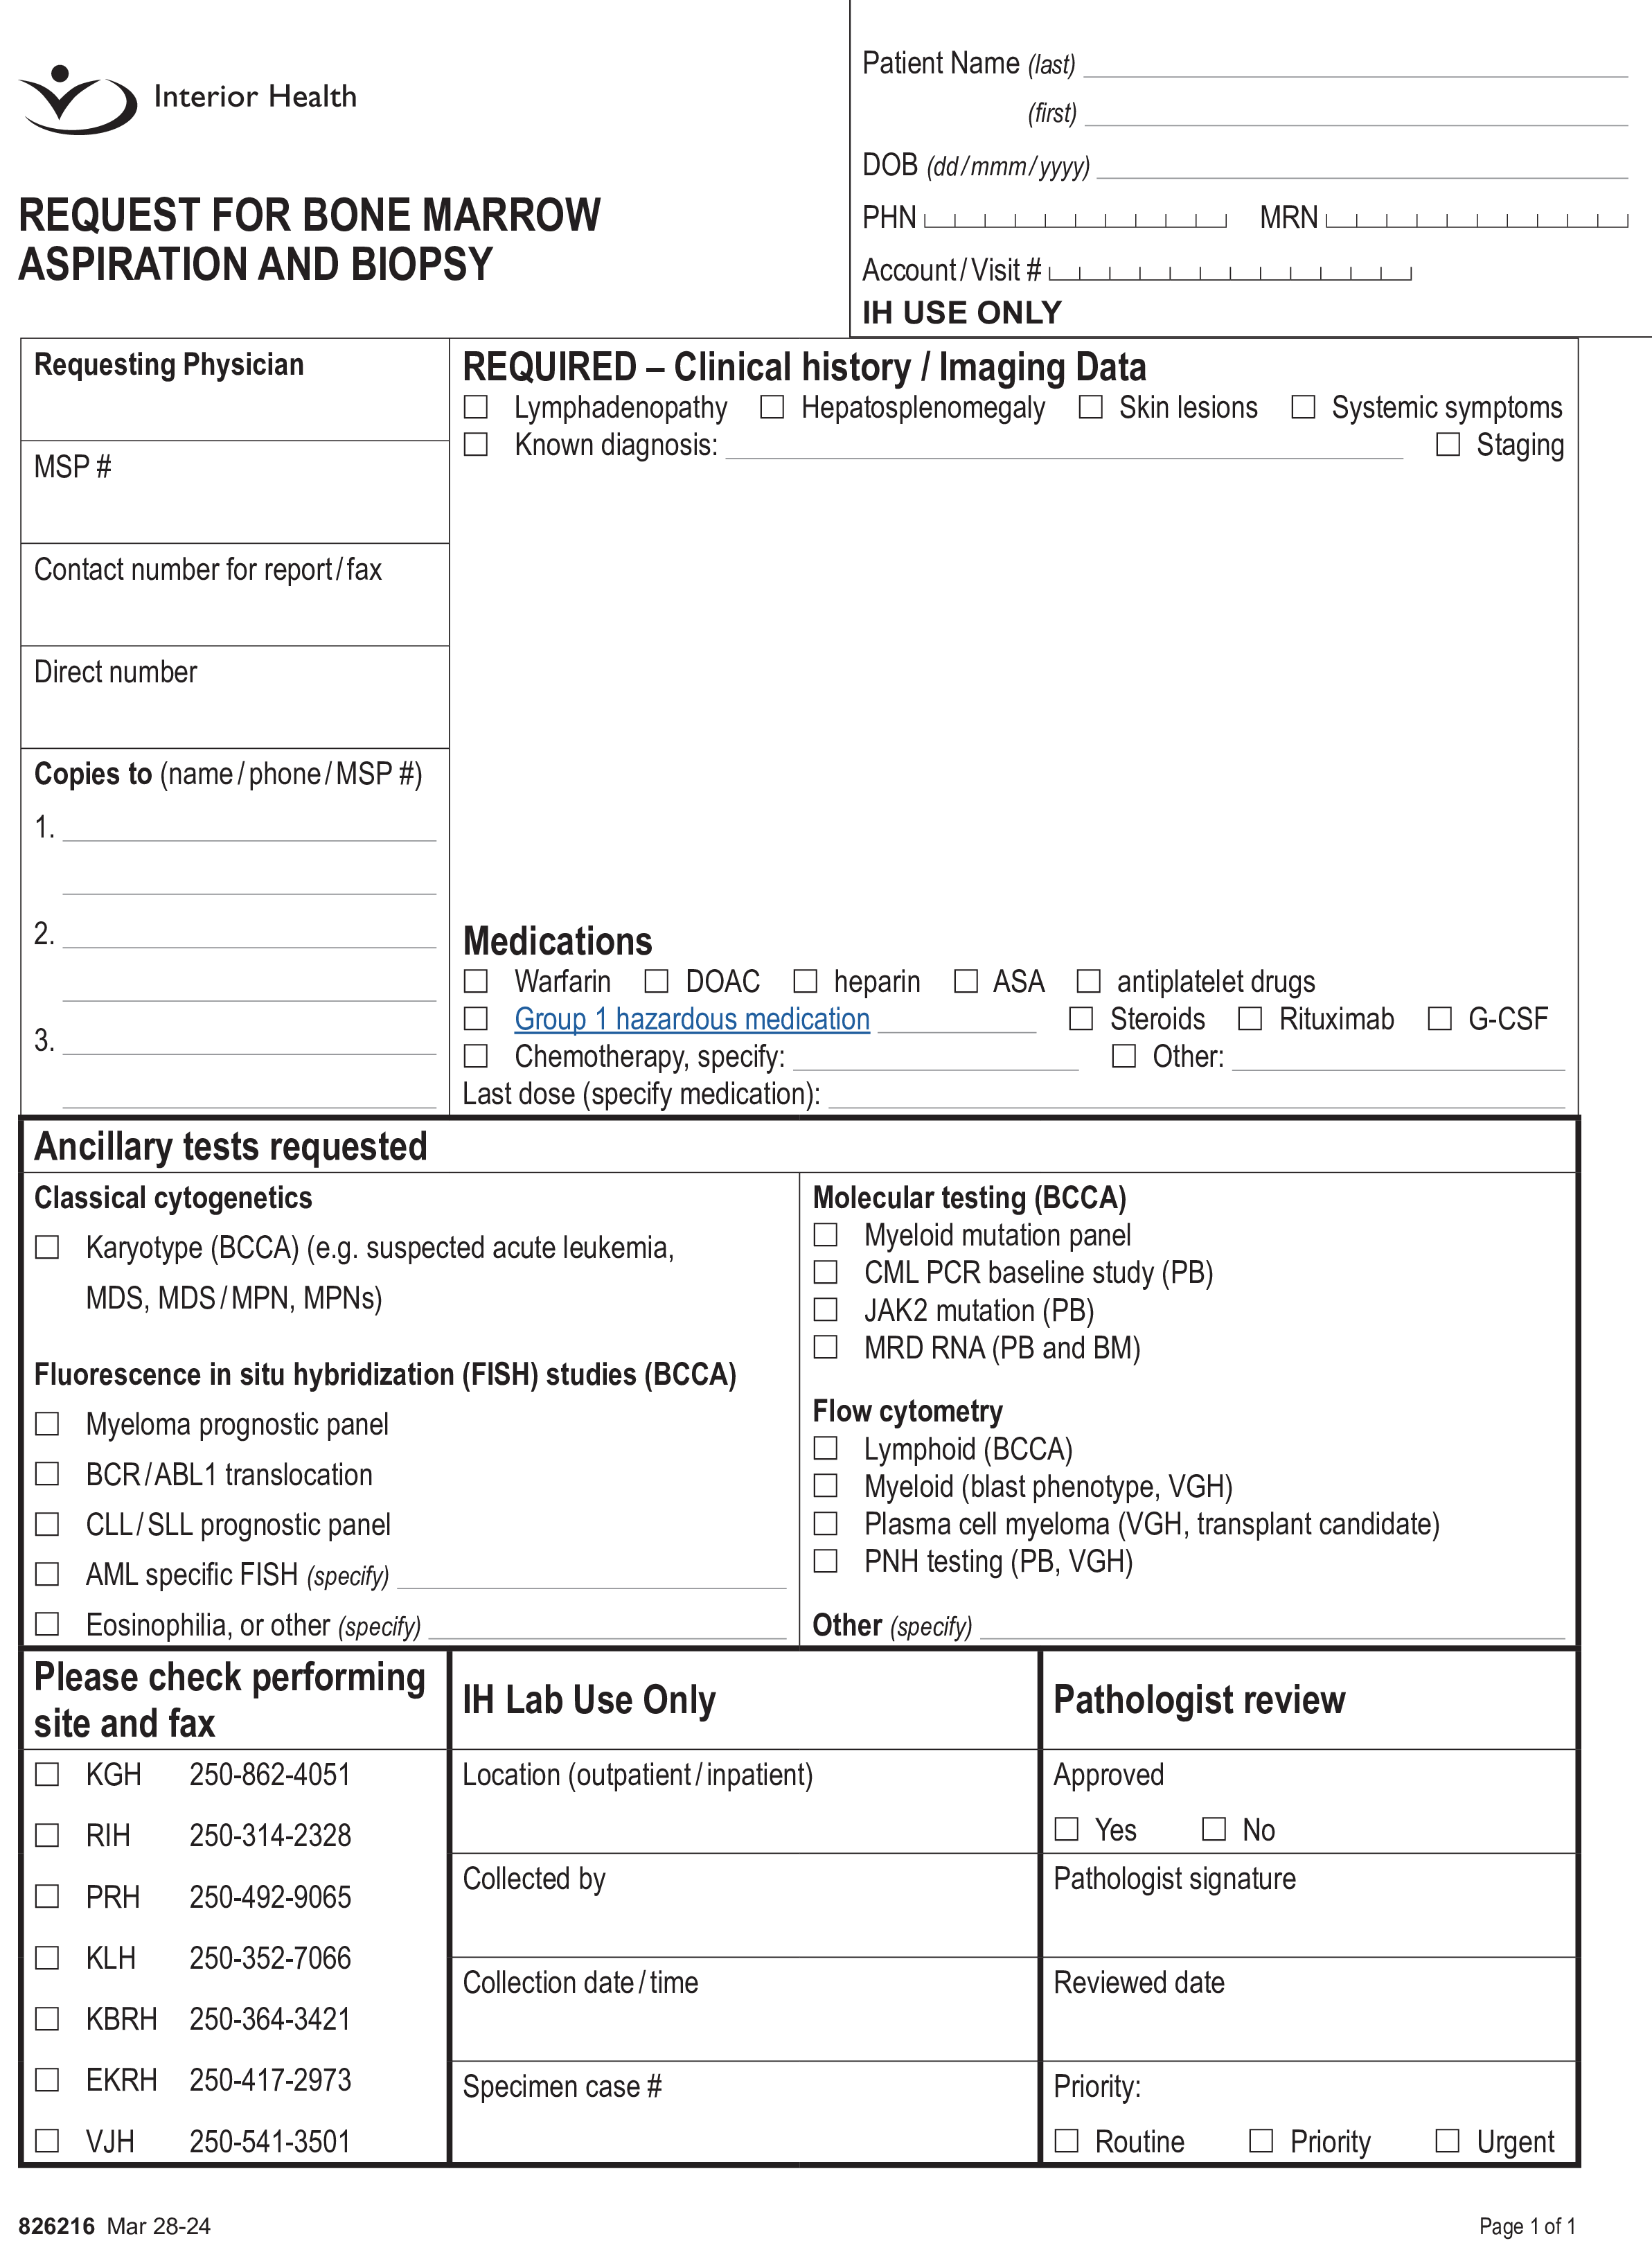 Interior Health
REQUEST FOR BONE MARROW
ASPIRATION AND BIOPSY
Patient Name (last)
(first)
DOB (dd/mmm/yyyy)
PHN MRN
Account/Visit #
IH USE ONLY
Requesting Physician
MSP #
Contact number for report/fax
Direct number
Copies to (name/phone/MSP #)
1.
2.
3.
REQUIRED – Clinical history / Imaging Data
☐ Lymphadenopathy ☐ Hepatosplenomegaly ☐ Skin lesions ☐ Systemic symptoms
☐ Known diagnosis: ☐ Staging
Medications
☐ Warfarin ☐ DOAC ☐ heparin ☐ ASA ☐ antiplatelet drugs
☐ Group 1 hazardous medication ☐ Steroids ☐ Rituximab ☐ G-CSF
☐ Chemotherapy, specify: ☐ Other:
Last dose (specify medication):
Ancillary tests requested
Classical cytogenetics
☐ Karyotype (BCCA) (e.g. suspected acute leukemia,
MDS, MDS/MPN, MPNs)
Fluorescence in situ hybridization (FISH) studies (BCCA)
☐ Myeloma prognostic panel
☐ BCR/ABL1 translocation
☐ CLL/SLL prognostic panel
☐ AML specific FISH (specify)
☐ Eosinophilia, or other (specify)
Molecular testing (BCCA)
☐ Myeloid mutation panel
☐ CML PCR baseline study (PB)
☐ JAK2 mutation (PB)
☐ MRD RNA (PB and BM)
Flow cytometry
☐ Lymphoid (BCCA)
☐ Myeloid (blast phenotype, VGH)
☐ Plasma cell myeloma (VGH, transplant candidate)
☐ PNH testing (PB, VGH)
Other (specify)
Please check performing
site and fax
☐ KGH 250-862-4051
☐ RIH 250-314-2328
☐ PRH 250-492-9065
☐ KLH 250-352-7066
☐ KBRH 250-364-3421
☐ EKRH 250-417-2973
☐ VJH 250-541-3501
IH Lab Use Only
Location (outpatient/inpatient)
Collected by
Collection date/time
Specimen case #
Pathologist review
Approved
☐ Yes ☐ No
Pathologist signature
Reviewed date
Priority:
☐ Routine ☐ Priority ☐ Urgent
826216 Mar 28-24
Page 1 of 1